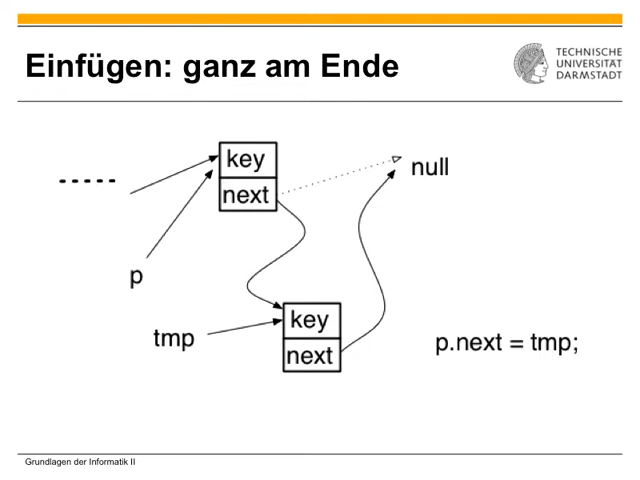 Einfügen: ganz am Ende
TECHNISCHE
UNIVERSITÄT
DARMSTADT
key
next
null
p
tmp
key
next
p.next = tmp;
Grundlagen der Informatik II